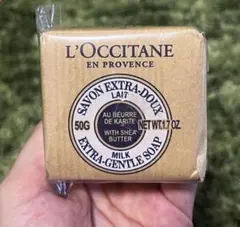 L'OCCITANE
EN PROVENCE
SAVON EXTRA-DOUX
LAIT
50G
AU BEURRE
DE KARITÉ
WITH SHEA
BUTTER
NET WT. 1.7 OZ.
MILK
EXTRA-GENTLE SOAP